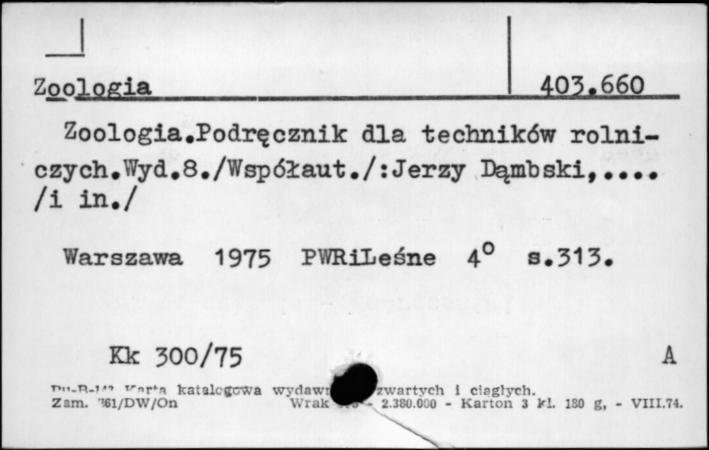 Zoologia 403.660
Zoologia.Podręcznik dla techników rolni-
czych.Wyd.8./Współaut./:Jerzy Dąmbski,....
/i in./
Warszawa 1975 PWRiLeśne 4° s.313.
Kk 300/75 A
Karta katalogowa zwartych i ciągłych.
Zam. /DW/On Wrak - 2.380.000 - Karton 3 kl. 180 g, - VIII.74.